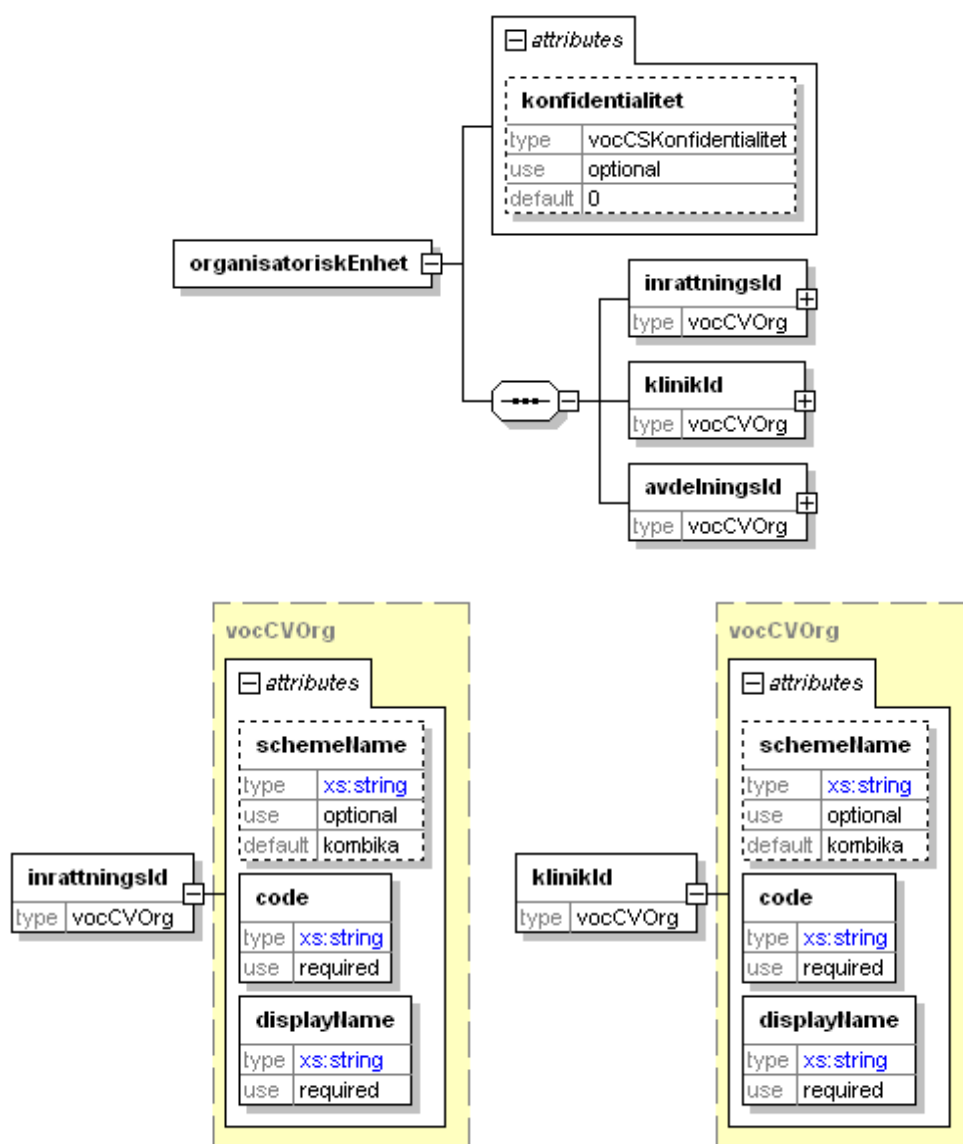 attributes
konfidentialitet
type vocCSKonfidentialitet
use optional
default 0
organisatoriskEnhet
inrattningsId
type vocCVOrg
klinikId
type vocCVOrg
avdelningsId
type vocCVOrg
vocCVOrg
attributes
schemeName
type xs:string
use optional
default kombika
inrattningsId
type vocCVOrg
code
type xs:string
use required
displayName
type xs:string
use required
vocCVOrg
attributes
schemeName
type xs:string
use optional
default kombika
klinikId
type vocCVOrg
code
type xs:string
use required
displayName
type xs:string
use required